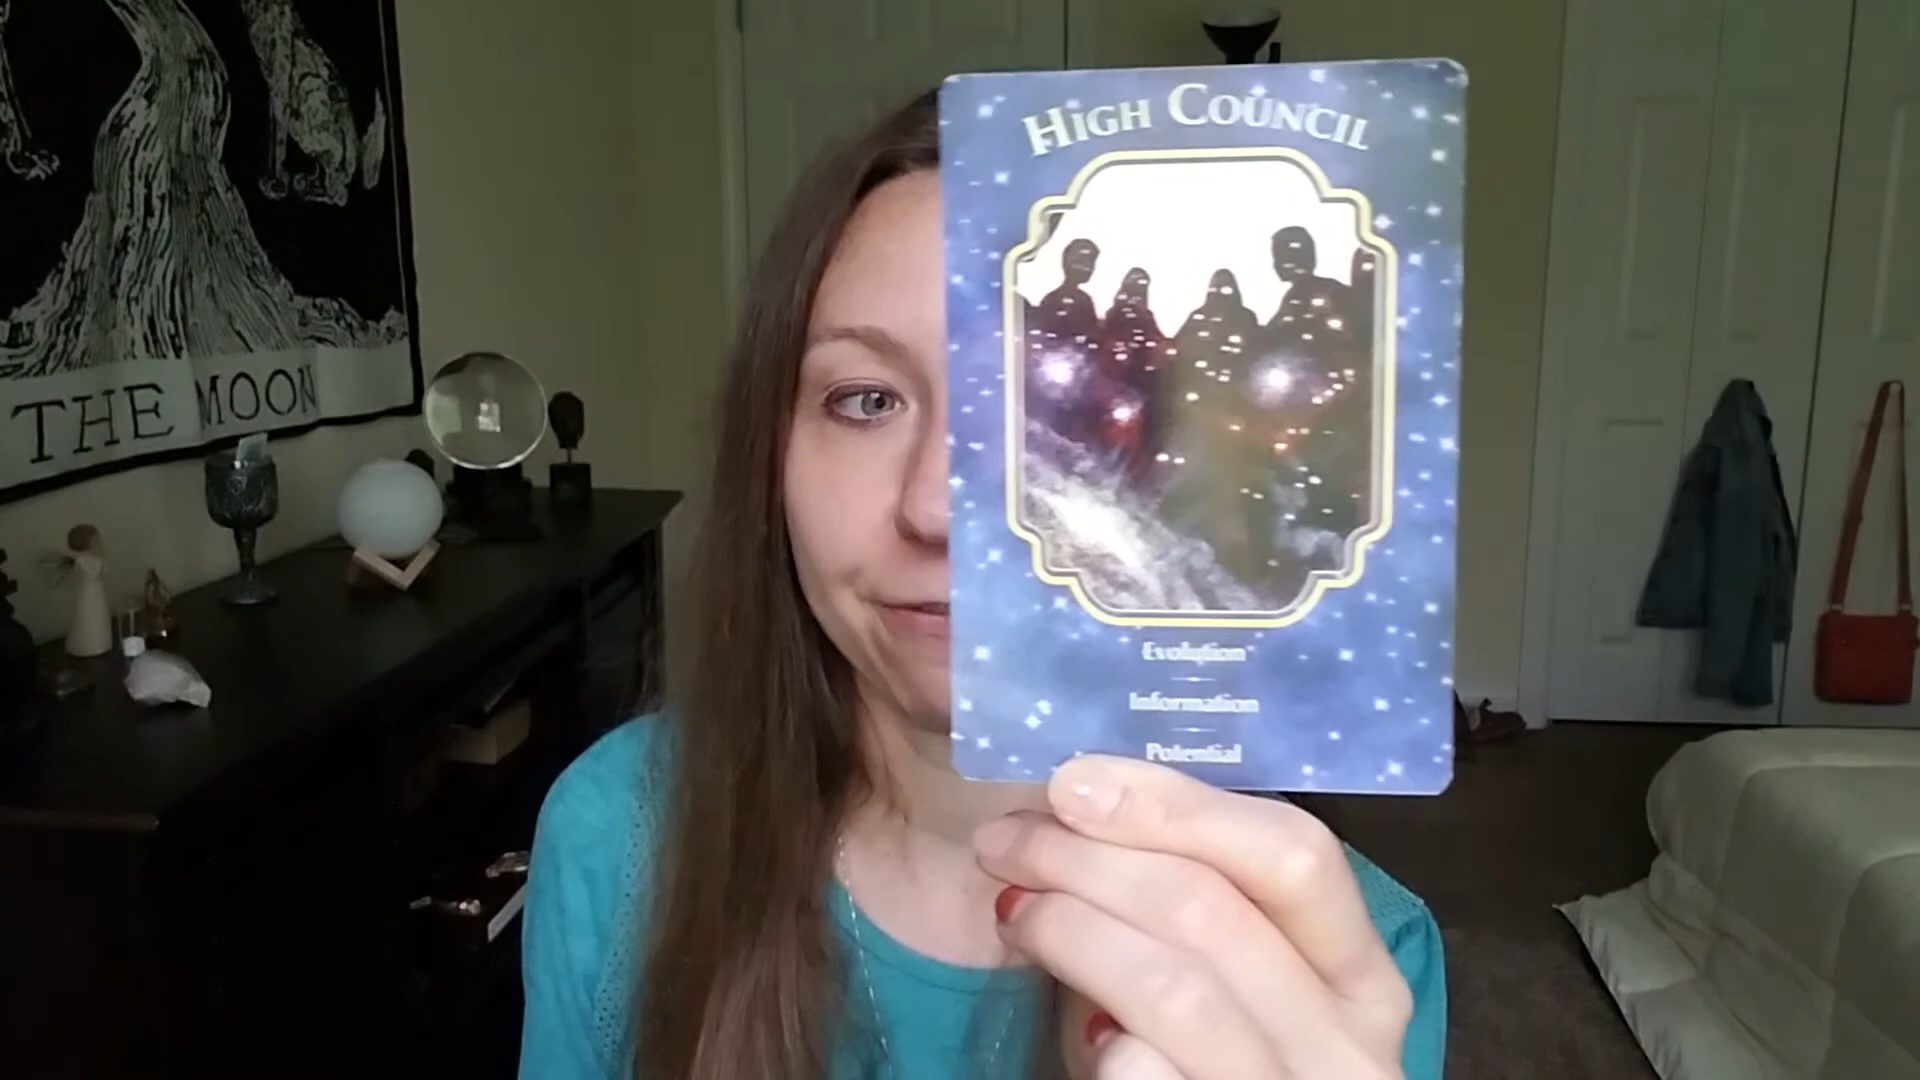 THE MOON
HIGH COUNCIL
Evolution
Information
Potential